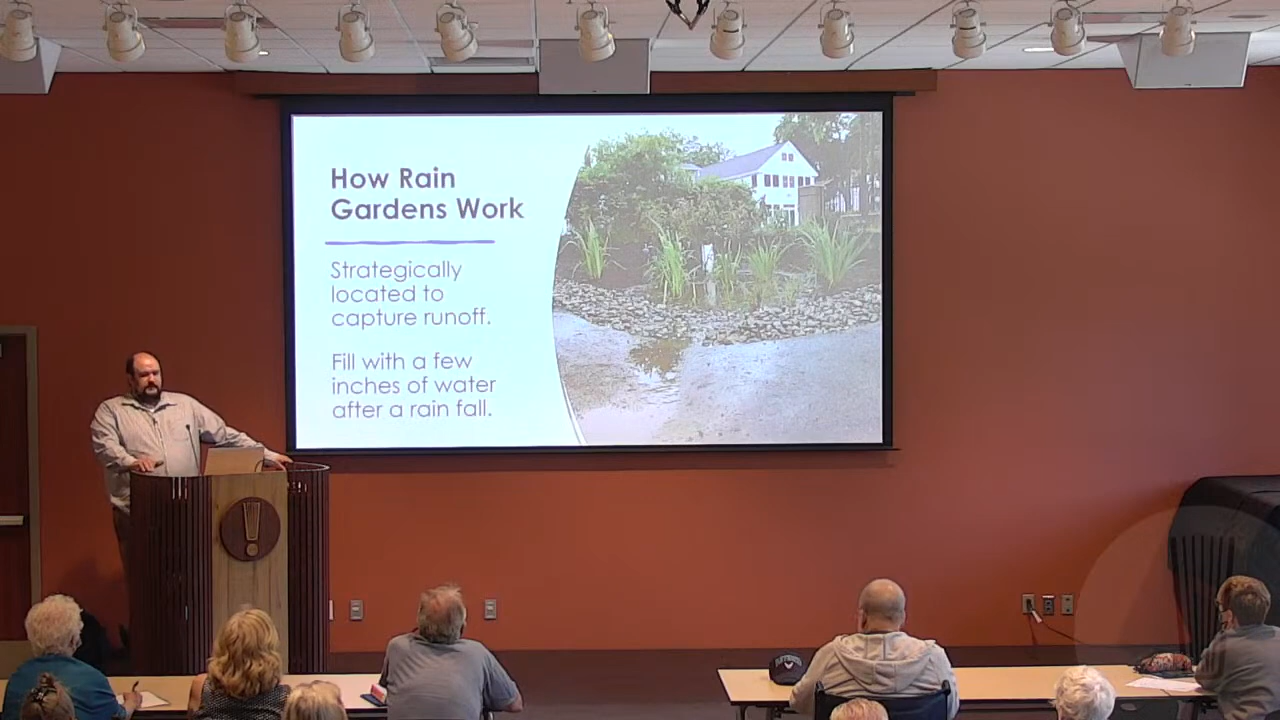 How Rain
Gardens Work
Strategically
located to
capture runoff.
Fill with a few
inches of water
after a rain fall.